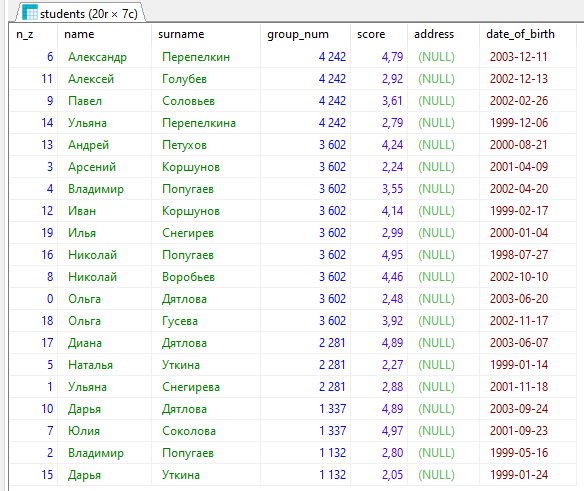 students (20r × 7c)
n_z name surname group_num score address date_of_birth
6 Александр Перепелкин 4 242 4,79 (NULL) 2003-12-11
11 Алексей Голубев 4 242 2,92 (NULL) 2002-12-13
9 Павел Соловьев 4 242 3,61 (NULL) 2002-02-26
14 Ульяна Перепелкина 4 242 2,79 (NULL) 1999-12-06
13 Андрей Петухов 3 602 4,24 (NULL) 2000-08-21
3 Арсений Коршунов 3 602 2,24 (NULL) 2001-04-09
4 Владимир Попугаев 3 602 3,55 (NULL) 2002-04-20
12 Иван Коршунов 3 602 4,14 (NULL) 1999-02-17
19 Илья Снегирев 3 602 2,99 (NULL) 2000-01-04
16 Николай Попугаев 3 602 4,95 (NULL) 1998-07-27
8 Николай Воробьев 3 602 4,46 (NULL) 2002-10-10
0 Ольга Дятлова 3 602 2,48 (NULL) 2003-06-20
18 Ольга Гусева 3 602 3,92 (NULL) 2002-11-17
17 Диана Дятлова 2 281 4,89 (NULL) 2003-06-07
5 Наталья Уткина 2 281 2,27 (NULL) 1999-01-14
1 Ульяна Снегирева 2 281 2,88 (NULL) 2001-11-18
10 Дарья Дятлова 1 337 4,89 (NULL) 2003-09-24
7 Юлия Соколова 1 337 4,97 (NULL) 2001-09-23
2 Владимир Попугаев 1 132 2,80 (NULL) 1999-05-16
15 Дарья Уткина 1 132 2,05 (NULL) 1999-01-24